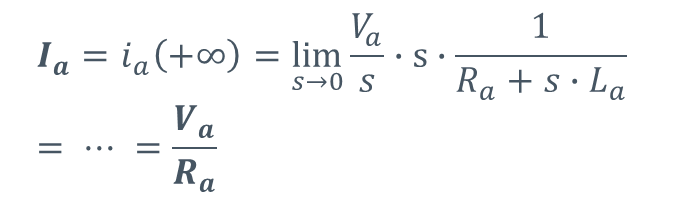 I_a = i_a(+∞) = lim_{s→0} V_a/s · s · 1/(R_a + s · L_a)
= ⋯ = V_a/R_a